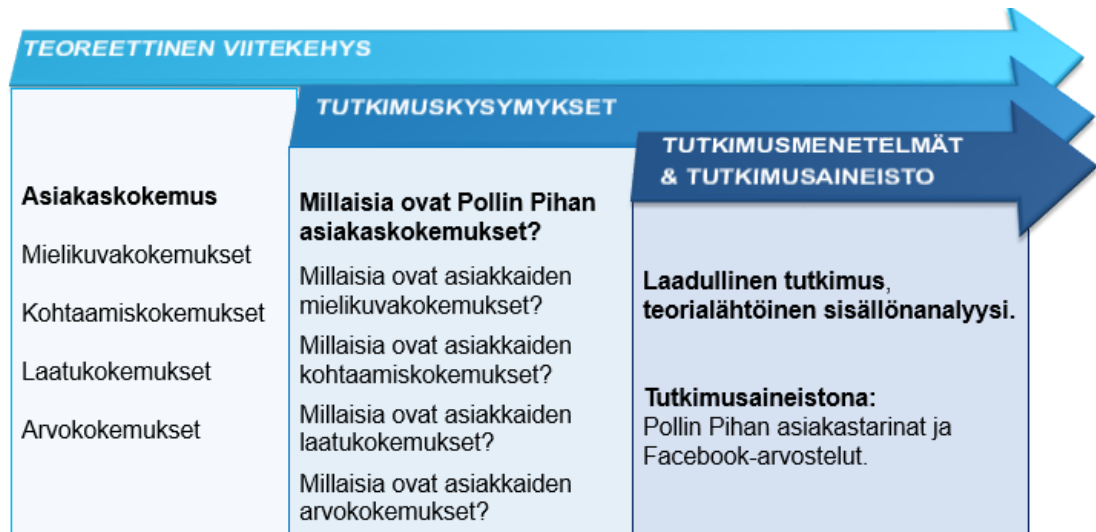 TEOREETTINEN VIITEKEHYS
Asiakaskokemus
Mielikuvakokemukset
Kohtaamiskokemukset
Laatukokemukset
Arvokokemukset
TUTKIMUSKYSYMYKSET
Millaisia ovat Pollin Pihan
asiakaskokemukset?
Millaisia ovat asiakkaiden
mielikuvakokemukset?
Millaisia ovat asiakkaiden
kohtaamiskokemukset?
Millaisia ovat asiakkaiden
laatukokemukset?
Millaisia ovat asiakkaiden
arvokokemukset?
TUTKIMUSMENETELMÄT
& TUTKIMUSAINEISTO
Laadullinen tutkimus,
teorialähtöinen sisällönanalyysi.
Tutkimusaineistona:
Pollin Pihan asiakastarinat ja
Facebook-arvostelut.